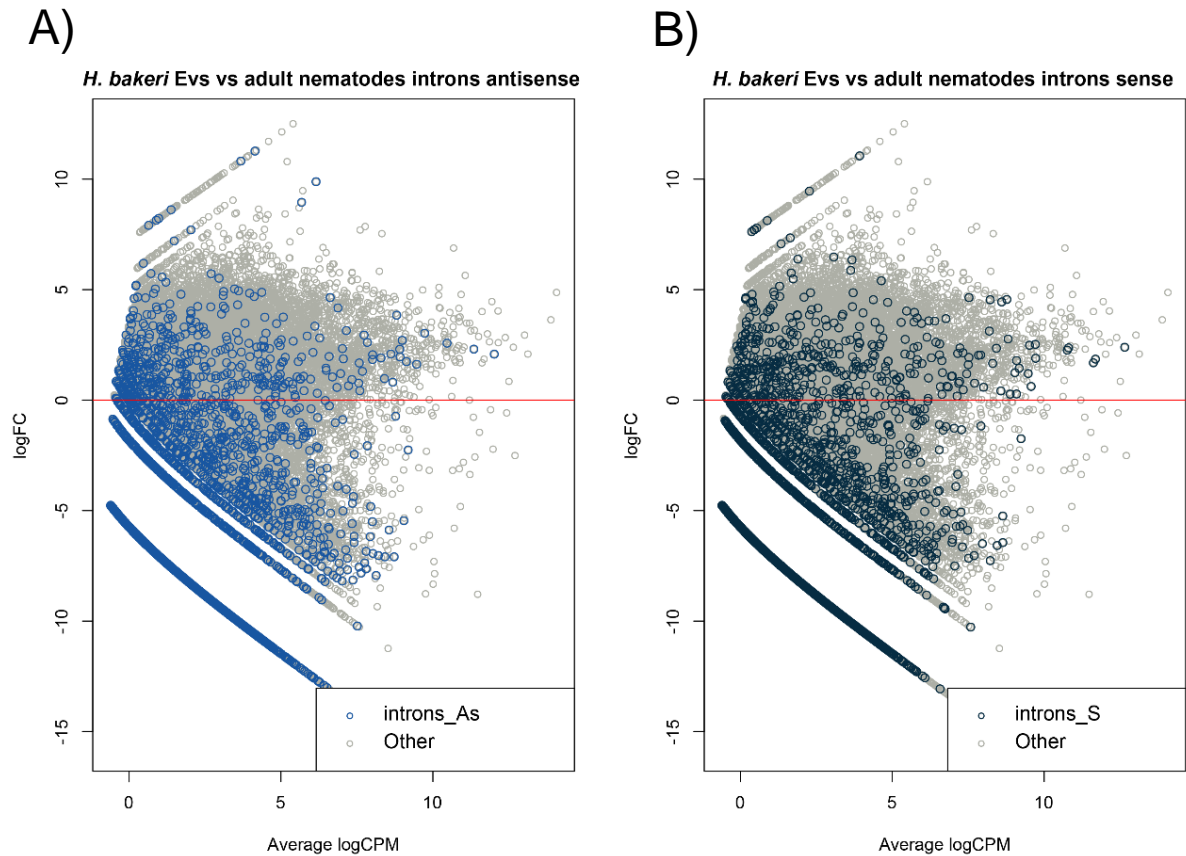 A)
B)
H. bakeri Evs vs adult nematodes introns antisense
H. bakeri Evs vs adult nematodes introns sense
10
5
0
-5
-10
-15
logFC
introns_As
Other
0
5
10
Average logCPM
10
5
0
-5
-10
-15
logFC
introns_S
Other
0
5
10
Average logCPM